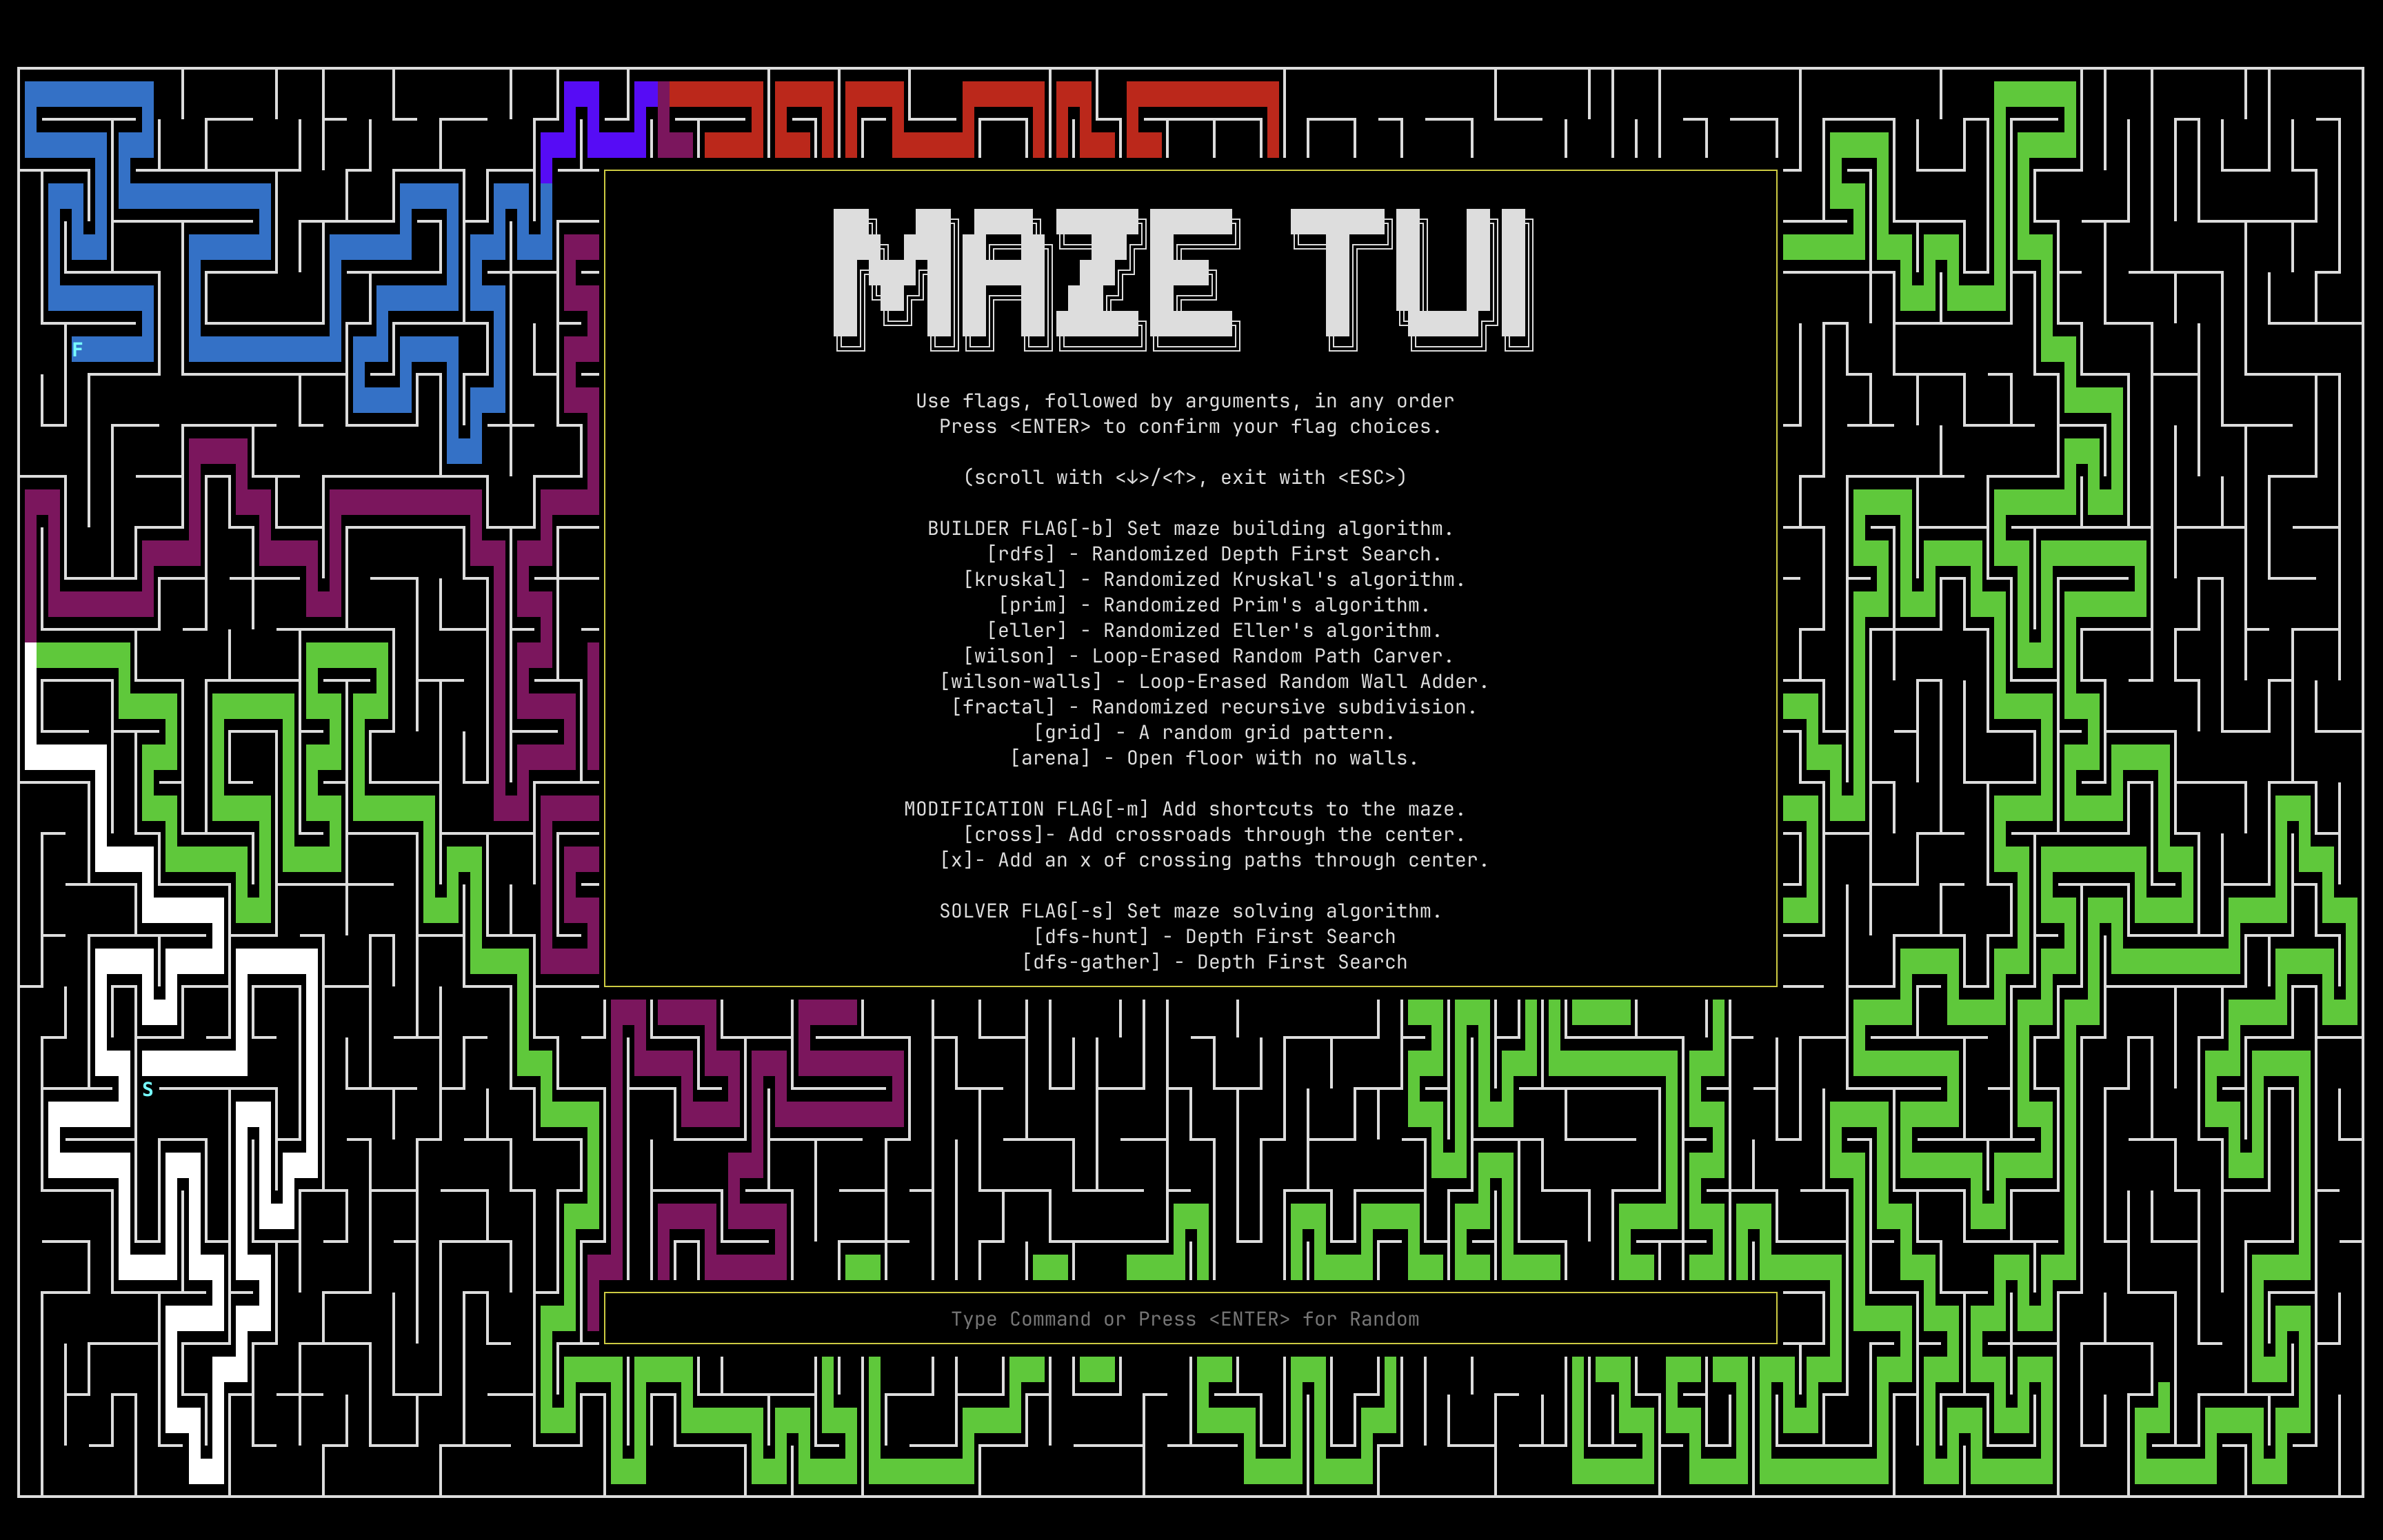 MAZE TUI
F
Use flags, followed by arguments, in any order
Press <ENTER> to confirm your flag choices.
(scroll with <↓>/<↑>, exit with <ESC>)
BUILDER FLAG[-b] Set maze building algorithm.
[rdfs] - Randomized Depth First Search.
[kruskal] - Randomized Kruskal's algorithm.
[prim] - Randomized Prim's algorithm.
[eller] - Randomized Eller's algorithm.
[wilson] - Loop-Erased Random Path Carver.
[wilson-walls] - Loop-Erased Random Wall Adder.
[fractal] - Randomized recursive subdivision.
[grid] - A random grid pattern.
[arena] - Open floor with no walls.
MODIFICATION FLAG[-m] Add shortcuts to the maze.
[cross]- Add crossroads through the center.
[x]- Add an x of crossing paths through center.
SOLVER FLAG[-s] Set maze solving algorithm.
[dfs-hunt] - Depth First Search
[dfs-gather] - Depth First Search
S
Type Command or Press <ENTER> for Random